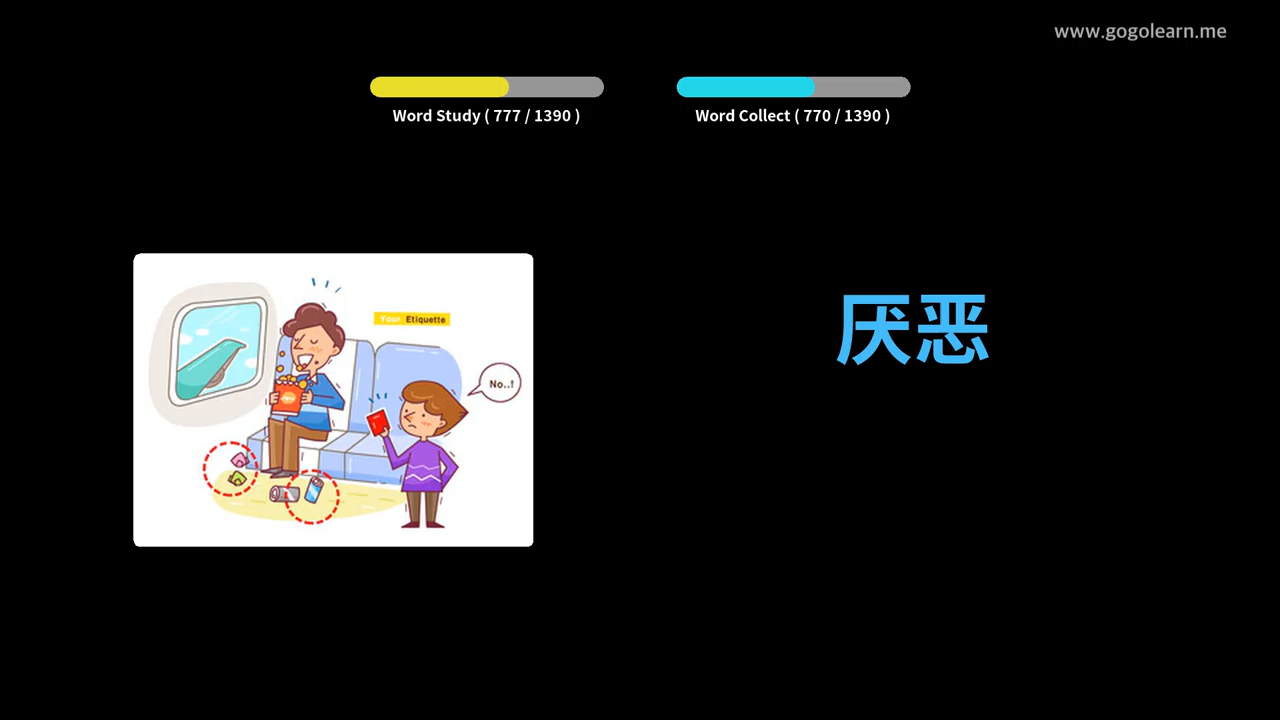 www.gogolearn.me
Word Study ( 777 / 1390 )
Word Collect ( 770 / 1390 )
厌恶
Your Etiquette
No..!